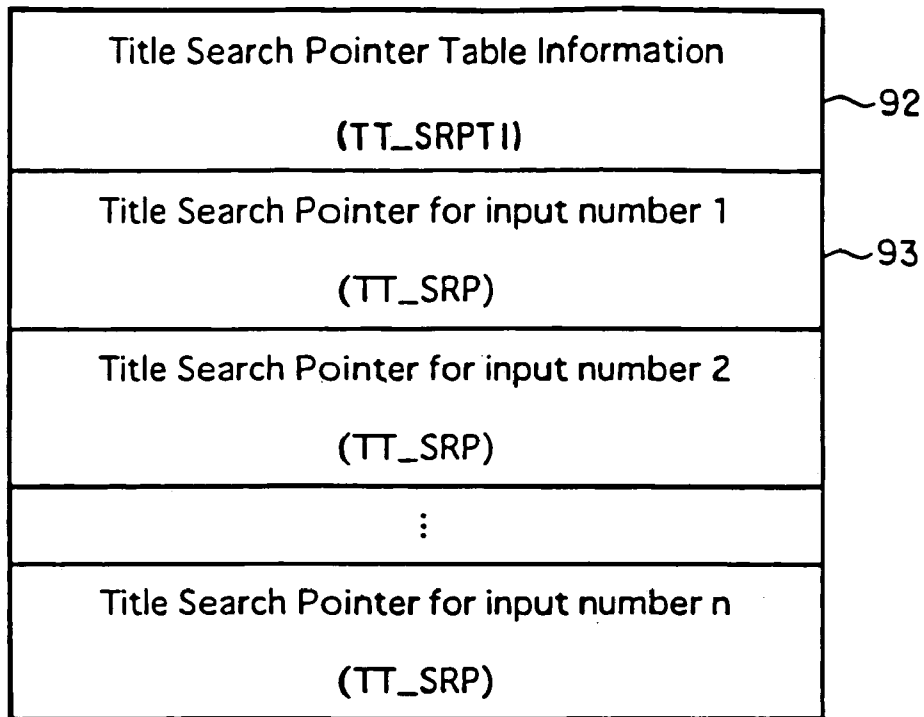 Title Search Pointer Table Information
(TT_SRPTI)
92
Title Search Pointer for input number 1
(TT_SRP)
93
Title Search Pointer for input number 2
(TT_SRP)
⋮
Title Search Pointer for input number n
(TT_SRP)